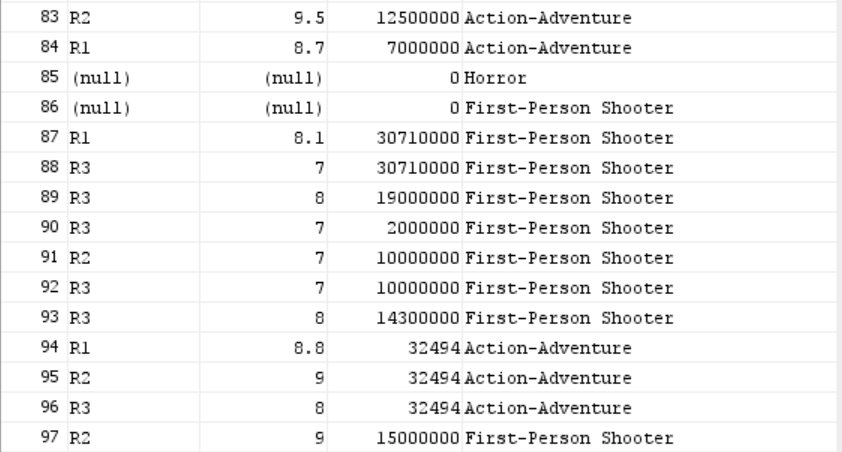 83 R2 9.5 12500000 Action-Adventure
84 R1 8.7 7000000 Action-Adventure
85 (null) (null) 0 Horror
86 (null) (null) 0 First-Person Shooter
87 R1 8.1 30710000 First-Person Shooter
88 R3 7 30710000 First-Person Shooter
89 R3 8 19000000 First-Person Shooter
90 R3 7 2000000 First-Person Shooter
91 R2 7 10000000 First-Person Shooter
92 R3 7 10000000 First-Person Shooter
93 R3 8 14300000 First-Person Shooter
94 R1 8.8 32494 Action-Adventure
95 R2 9 32494 Action-Adventure
96 R3 8 32494 Action-Adventure
97 R2 9 15000000 First-Person Shooter